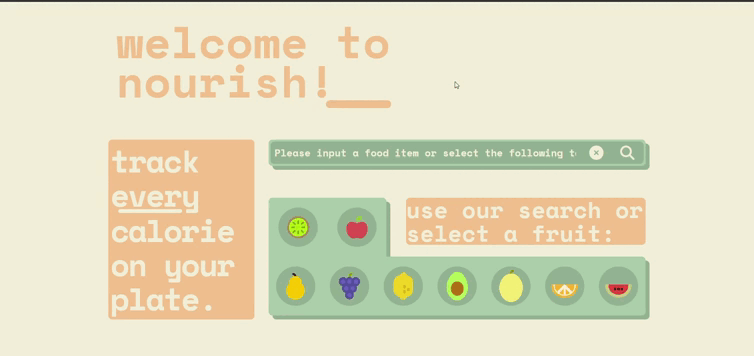 welcome to
nourish!__
Please input a food item or select the following
track
every
calorie
on your
plate.
use our search or
select a fruit: